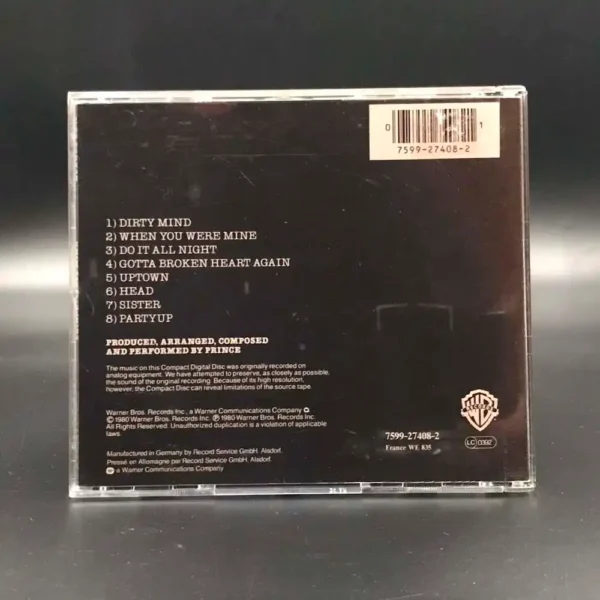 0 1
7599-27408-2
1) DIRTY MIND
2) WHEN YOU WERE MINE
3) DO IT ALL NIGHT
4) GOTTA BROKEN HEART AGAIN
5) UPTOWN
6) HEAD
7) SISTER
8) PARTYUP
PRODUCED, ARRANGED, COMPOSED
AND PERFORMED BY PRINCE
The music on this Compact Digital Disc was originally recorded on
analog equipment. We have attempted to preserve, as closely as possible,
the sound of the original recording. Because of its high resolution,
however, the Compact Disc can reveal limitations of the source tape.
Warner Bros. Records Inc., a Warner Communications Company
© 1980 Warner Bros. Records Inc. ℗ 1980 Warner Bros. Records Inc.
All Rights Reserved. Unauthorized duplication is a violation of applicable
laws.
Manufactured in Germany by Record Service GmbH, Alsdorf.
Pressé en Allemagne par Record Service GmbH, Alsdorf.
a Warner Communications Company
7599-27408-2
France WE 835
LC 0392